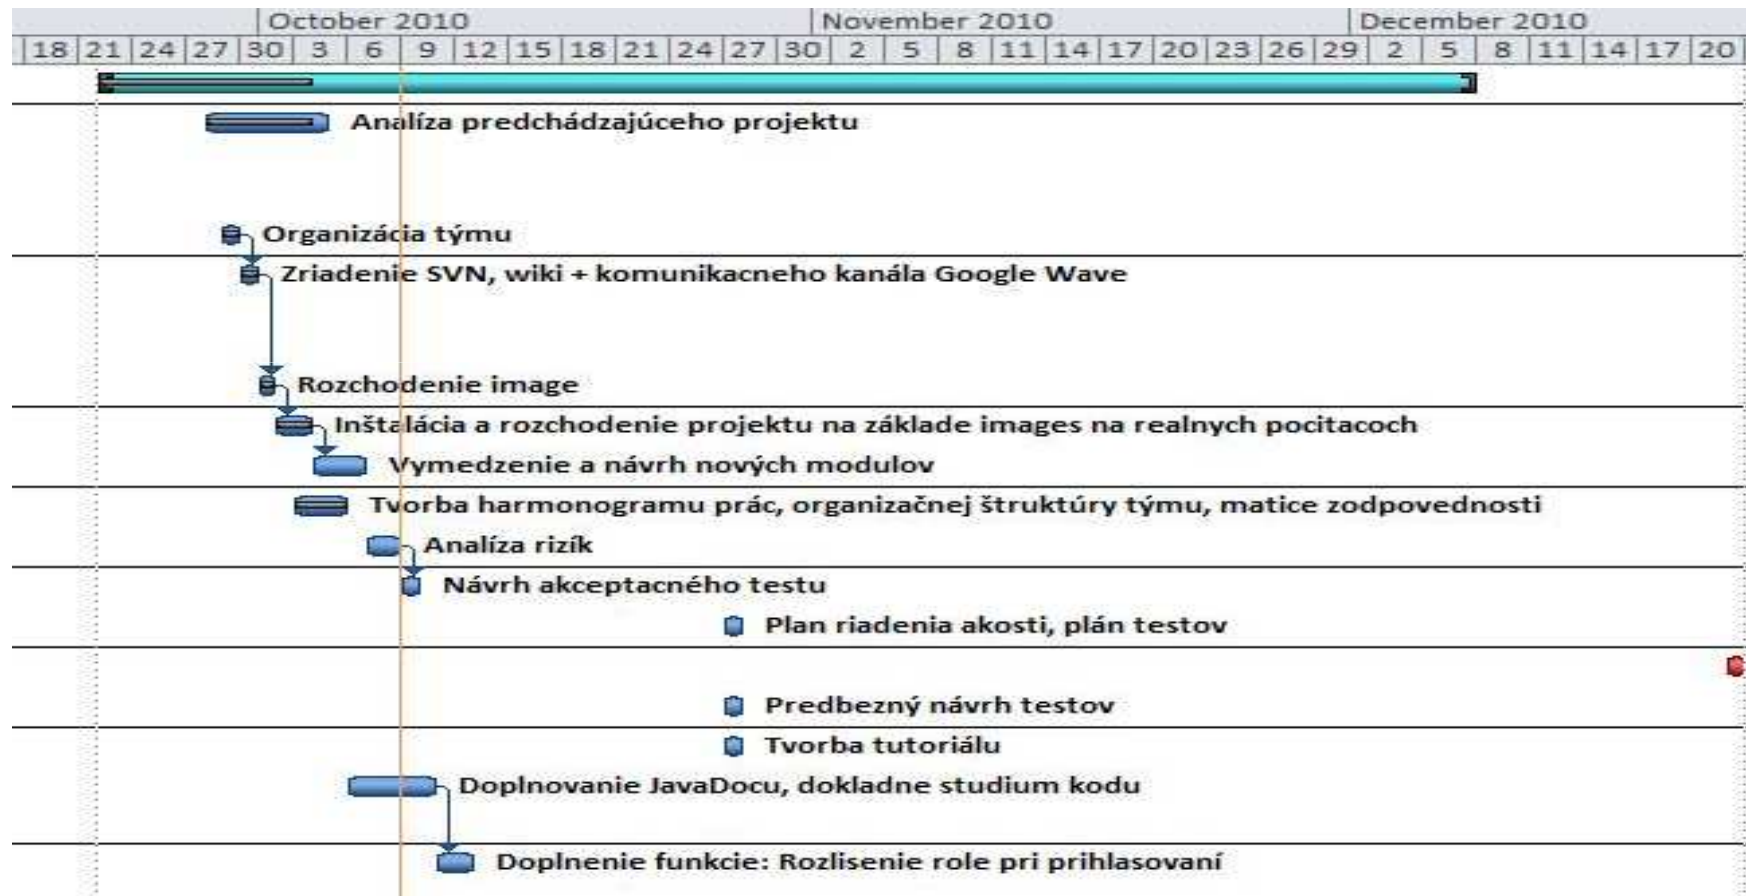 October 2010 November 2010 December 2010
18 21 24 27 30 3 6 9 12 15 18 21 24 27 30 2 5 8 11 14 17 20 23 26 29 2 5 8 11 14 17 20
Analíza predchádzajúceho projektu
Organizácia týmu
Zriadenie SVN, wiki + komunikacneho kanála Google Wave
Rozchodenie image
Inštalácia a rozchodenie projektu na základe images na realnych pocitacoch
Vymedzenie a návrh nových modulov
Tvorba harmonogramu prác, organizačnej štruktúry týmu, matice zodpovednosti
Analíza rizík
Návrh akceptacného testu
Plan riadenia akosti, plán testov
Predbezný návrh testov
Tvorba tutoriálu
Doplnovanie JavaDocu, dokladne studium kodu
Doplnenie funkcie: Rozlisenie role pri prihlasovaní